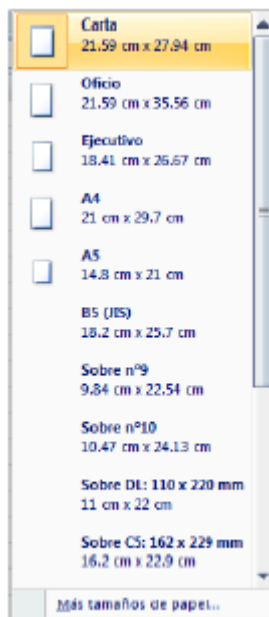 Carta
21.59 cm x 27.94 cm
Oficio
21.59 cm x 35.56 cm
Ejecutivo
18.41 cm x 26.67 cm
A4
21 cm x 29.7 cm
A5
14.8 cm x 21 cm
B5 (JIS)
18.2 cm x 25.7 cm
Sobre nº9
9.84 cm x 22.54 cm
Sobre nº10
10.47 cm x 24.13 cm
Sobre DL: 110 x 220 mm
11 cm x 22 cm
Sobre C5: 162 x 229 mm
16.2 cm x 22.9 cm
Más tamaños de papel...